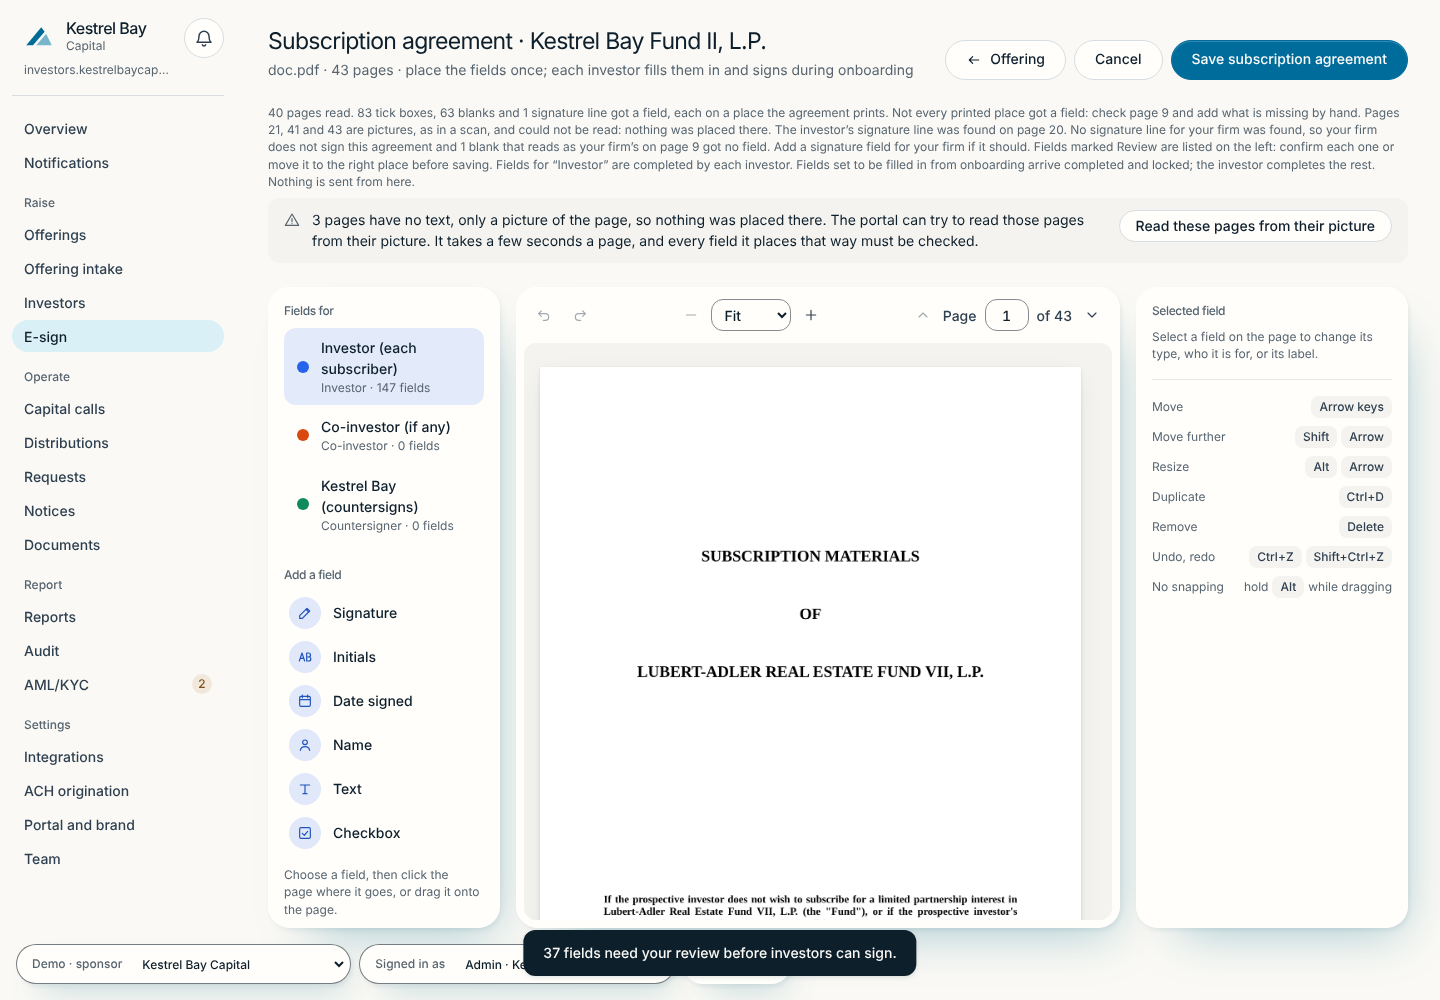 Kestrel Bay
Capital
investors.kestrelbaycap...
Overview
Notifications
Raise
Offerings
Offering intake
Investors
E-sign
Operate
Capital calls
Distributions
Requests
Notices
Documents
Report
Reports
Audit
AML/KYC 2
Settings
Integrations
ACH origination
Portal and brand
Team
Subscription agreement · Kestrel Bay Fund II, L.P.
doc.pdf · 43 pages · place the fields once; each investor fills them in and signs during onboarding
← Offering Cancel Save subscription agreement
40 pages read. 83 tick boxes, 63 blanks and 1 signature line got a field, each on a place the agreement prints. Not every printed place got a field: check page 9 and add what is missing by hand. Pages
21, 41 and 43 are pictures, as in a scan, and could not be read: nothing was placed there. The investor’s signature line was found on page 20. No signature line for your firm was found, so your firm
does not sign this agreement and 1 blank that reads as your firm’s on page 9 got no field. Add a signature field for your firm if it should. Fields marked Review are listed on the left: confirm each one or
move it to the right place before saving. Fields for “Investor” are completed by each investor. Fields set to be filled in from onboarding arrive completed and locked; the investor completes the rest.
Nothing is sent from here.
3 pages have no text, only a picture of the page, so nothing was placed there. The portal can try to read those pages
from their picture. It takes a few seconds a page, and every field it places that way must be checked.
Read these pages from their picture
Fields for
Investor (each
subscriber)
Investor · 147 fields
Co-investor (if any)
Co-investor · 0 fields
Kestrel Bay
(countersigns)
Countersigner · 0 fields
Add a field
Signature
AB Initials
Date signed
Name
Text
Checkbox
Choose a field, then click the
page where it goes, or drag it onto
the page.
Fit
Page 1 of 43
SUBSCRIPTION MATERIALS
OF
LUBERT-ADLER REAL ESTATE FUND VII, L.P.
If the prospective investor does not wish to subscribe for a limited partnership interest in
Lubert-Adler Real Estate Fund VII, L.P. (the "Fund"), or if the prospective investor's
Selected field
Select a field on the page to change its
type, who it is for, or its label.
Move Arrow keys
Move further Shift Arrow
Resize Alt Arrow
Duplicate Ctrl+D
Remove Delete
Undo, redo Ctrl+Z Shift+Ctrl+Z
No snapping hold Alt while dragging
Demo · sponsor Kestrel Bay Capital
Signed in as Admin ·
37 fields need your review before investors can sign.